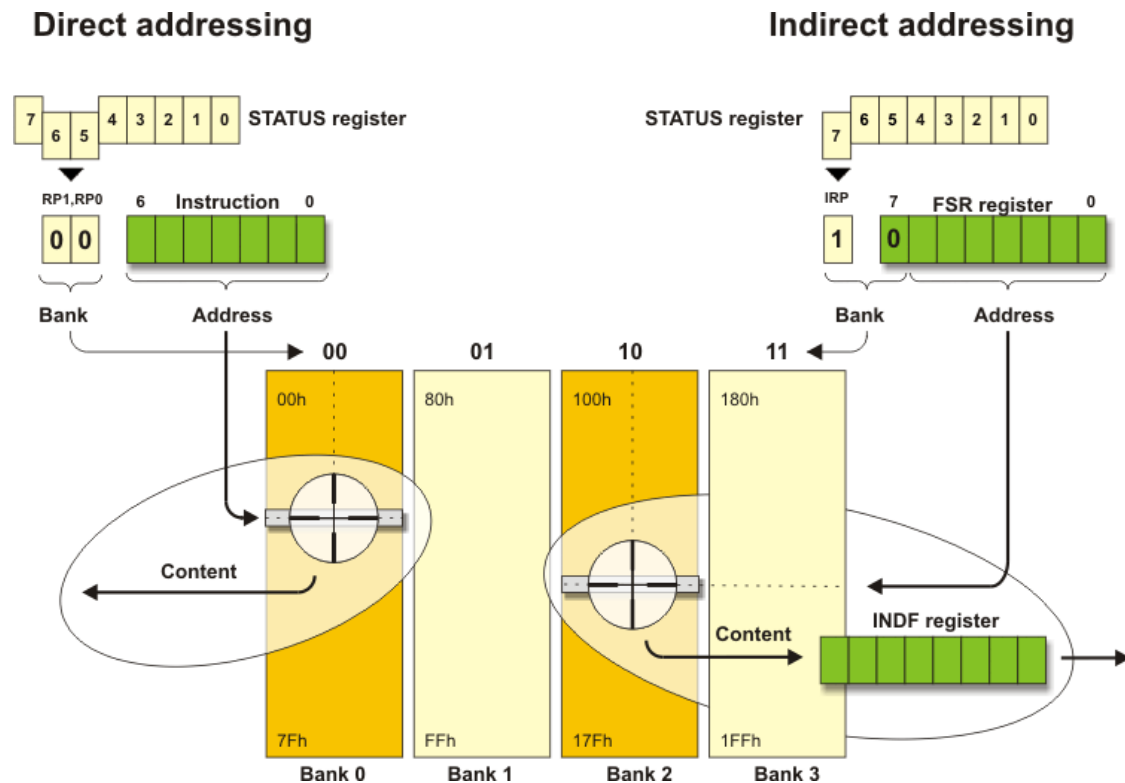 Direct addressing
Indirect addressing
7 6 5 4 3 2 1 0 STATUS register
STATUS register 7 6 5 4 3 2 1 0
RP1,RP0 6 Instruction 0
IRP 7 FSR register 0
0 0
1 0
Bank Address
Bank Address
00 01 10 11
00h 80h 100h 180h
Content
INDF register
Content
7Fh FFh 17Fh 1FFh
Bank 0 Bank 1 Bank 2 Bank 3